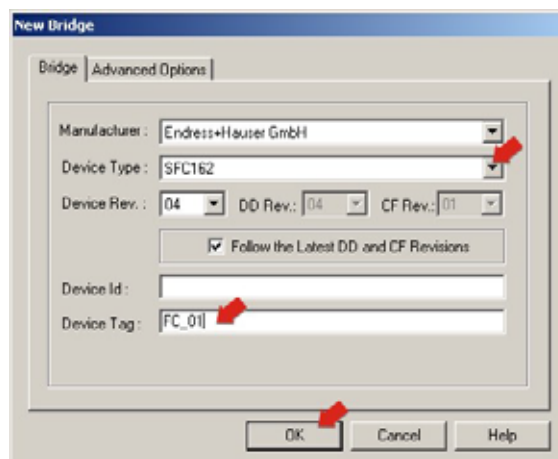 New Bridge
Bridge Advanced Options
Manufacturer : Endress+Hauser GmbH
Device Type : SFC162
Device Rev. : 04 DD Rev.: 04 CF Rev.: 01
Follow the Latest DD and CF Revisions
Device Id :
Device Tag : FC_01
OK Cancel Help